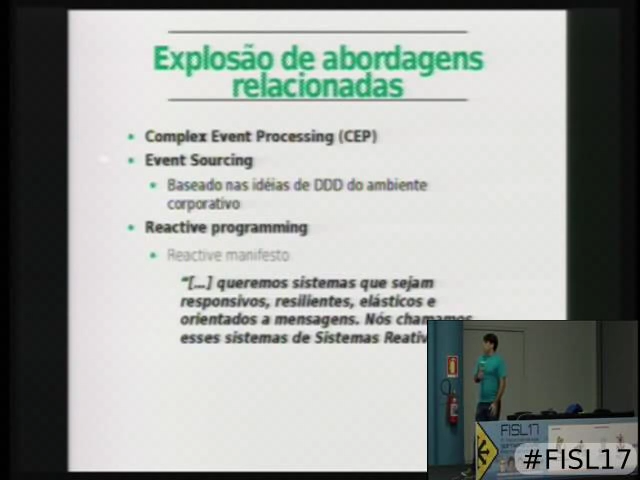 Explosão de abordagens
relacionadas
• Complex Event Processing (CEP)
• Event Sourcing
• Baseado nas idéias de DDD do ambiente
corporativo
• Reactive programming
• Reactive manifesto
“[...] queremos sistemas que sejam
responsivos, resilientes, elásticos e
orientados a mensagens. Nós chamamos
esses sistemas de Sistemas Reativ
FISL17
#FISL17